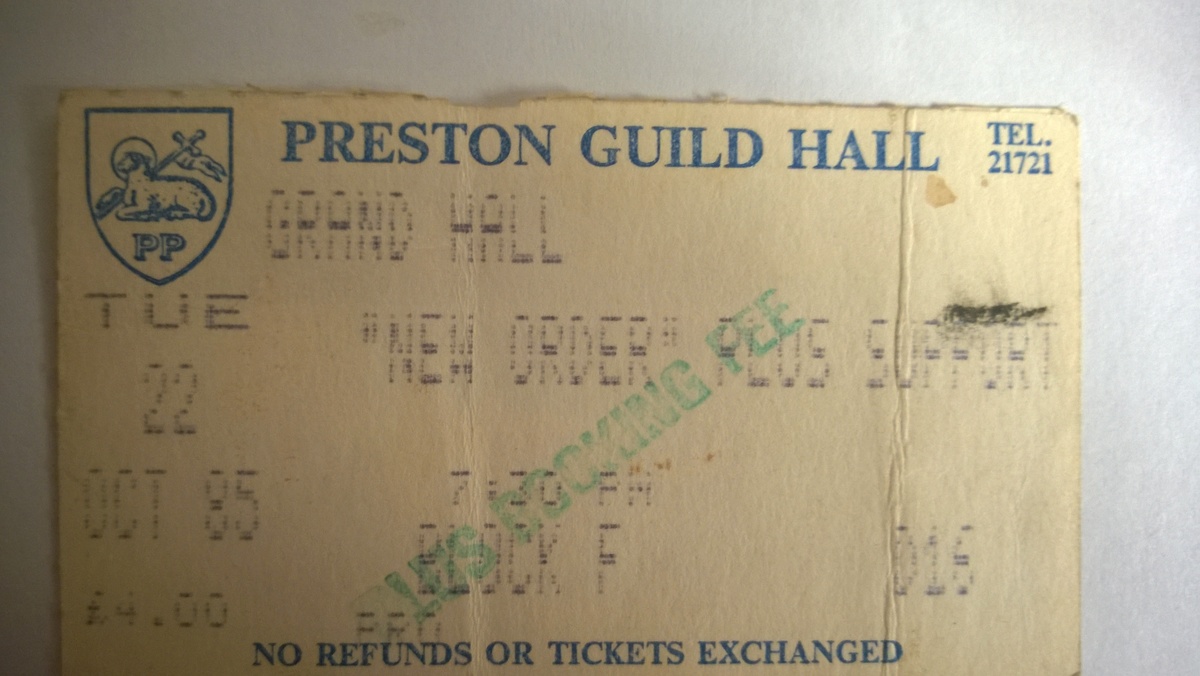 PRESTON GUILD HALL
TEL.
21721
PP
GRAND HALL
TUE
"NEW ORDER" PLUS SUPPORT
22
OCT 85
7.30 PM
BLOCK F 016
£4.00
PLUS BOOKING FEE
NO REFUNDS OR TICKETS EXCHANGED